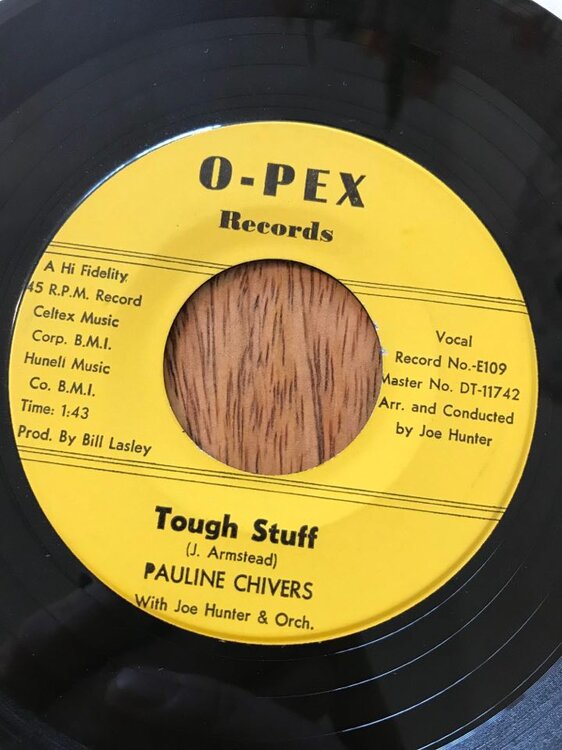 O-PEX
Records
A Hi Fidelity
45 R.P.M. Record
Celtex Music
Corp. B.M.I.
Huneli Music
Co. B.M.I.
Time: 1:43
Prod. By Bill Lasley
Vocal
Record No.-E109
Master No. DT-11742
Arr. and Conducted
by Joe Hunter
Tough Stuff
(J. Armstead)
PAULINE CHIVERS
With Joe Hunter & Orch.